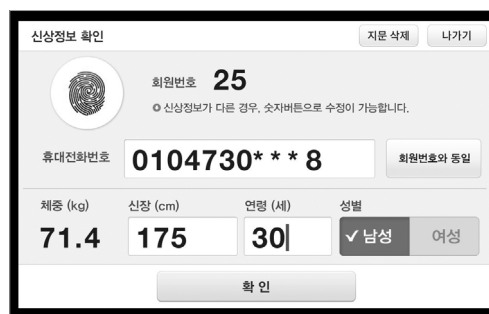 신상정보 확인 지문 삭제 나가기
회원번호 25
신상정보가 다른 경우, 숫자버튼으로 수정이 가능합니다.
휴대전화번호 0104730***8 회원번호와 동일
체중 (kg) 신장 (cm) 연령 (세) 성별
71.4 175 30 ✓남성 여성
확 인